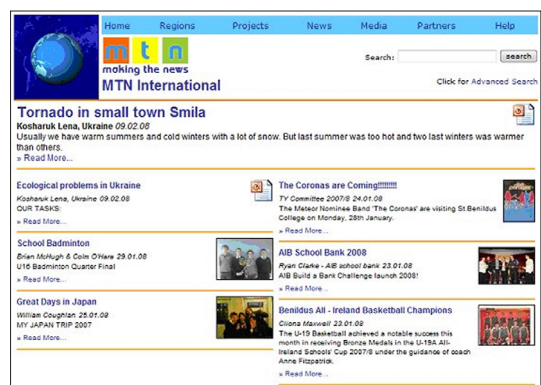 Home Regions Projects News Media Partners Help
mtn
making the news
MTN International
Search:
search
Click for Advanced Search
Tornado in small town Smila
Kosharuk Lena, Ukraine 09.02.08
Usually we have warm summers and cold winters with a lot of snow. But last summer was too hot and two last winters was warmer
than others.
» Read More...
Ecological problems in Ukraine
Kosharuk Lena, Ukraine 09.02.08
OUR TASKS:
» Read More...
School Badminton
Brian McHugh & Colm O'Hare 29.01.08
U16 Badminton Quarter Final
» Read More...
Great Days in Japan
William Coughlan 25.01.08
MY JAPAN TRIP 2007
» Read More...
The Coronas are Coming!!!!!!!!!
TY Committee 2007/8 24.01.08
The Meteor Nominee Band 'The Coronas' are visiting St.Benildus
College on Monday, 28th January.
» Read More...
AIB School Bank 2008
Ryan Clarke - AIB school bank 23.01.08
AIB Build a Bank Challenge launch 2008!
» Read More...
Benildus All - Ireland Basketball Champions
Cliona Maxwell 23.01.08
The U-19 Basketball achieved a notable success this
month in receiving Bronze Medals in the U-19A All-
Ireland Schools' Cup 2007/8 under the guidance of coach
Anne Fitzpatrick.
» Read More...